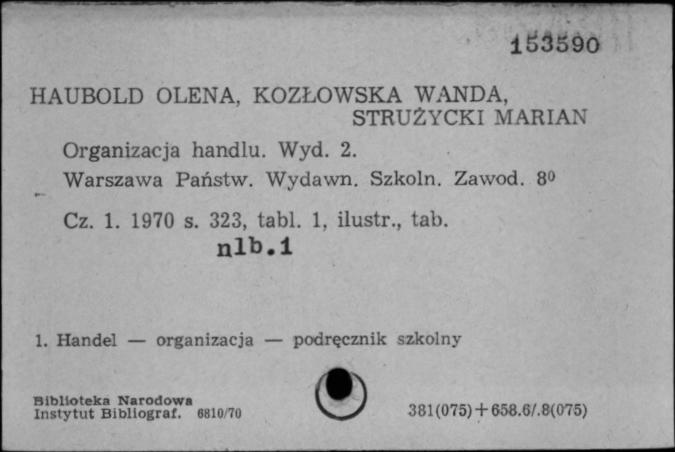 153590
HAUBOLD OLENA, KOZŁOWSKA WANDA,
STRUŻYCKI MARIAN
Organizacja handlu. Wyd. 2.
Warszawa Państw. Wydawn. Szkoln. Zawod. 8⁰
Cz. 1. 1970 s. 323, tabl. 1, ilustr., tab.
nlb.1
1. Handel — organizacja — podręcznik szkolny
Biblioteka Narodowa
Instytut Bibliograf. 6810/70
381(075)+658.6/.8(075)